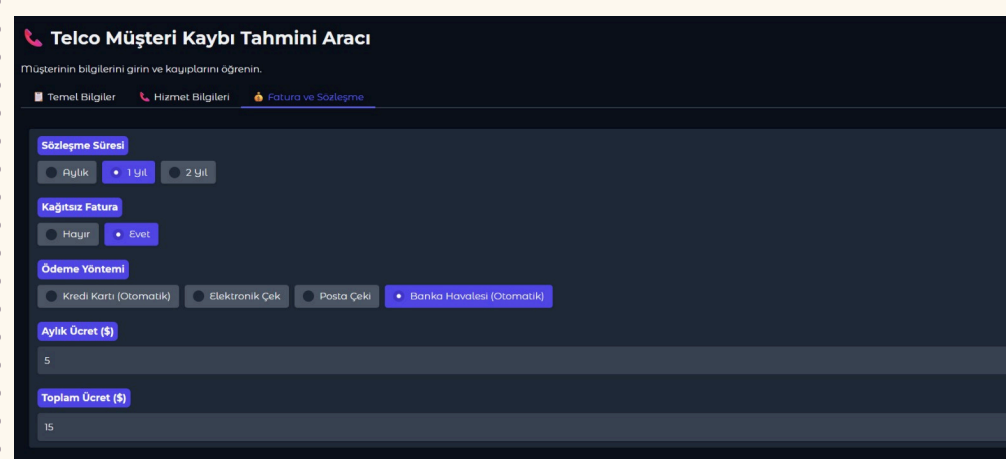 Telco Müşteri Kaybı Tahmini Aracı
Müşterinin bilgilerini girin ve kayıplarını öğrenin.
Temel Bilgiler Hizmet Bilgileri Fatura ve Sözleşme
Sözleşme Süresi
Aylık 1 Yıl 2 Yıl
Kağıtsız Fatura
Hayır Evet
Ödeme Yöntemi
Kredi Kartı (Otomatik) Elektronik Çek Posta Çeki Banka Havalesi (Otomatik)
Aylık Ücret ($)
5
Toplam Ücret ($)
15